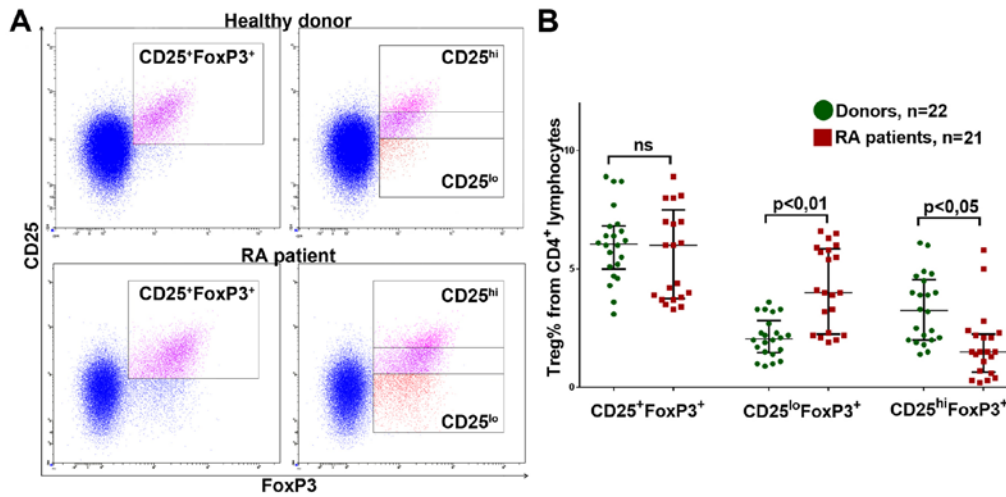 A
Healthy donor
CD25⁺FoxP3⁺
CD25ʰⁱ
CD25ˡᵒ
RA patient
CD25⁺FoxP3⁺
CD25ʰⁱ
CD25ˡᵒ
CD25
FoxP3
B
Donors, n=22
RA patients, n=21
Treg% from CD4⁺ lymphocytes
10
5
0
ns
p<0,01
p<0,05
CD25⁺FoxP3⁺
CD25ˡᵒFoxP3⁺
CD25ʰⁱFoxP3⁺